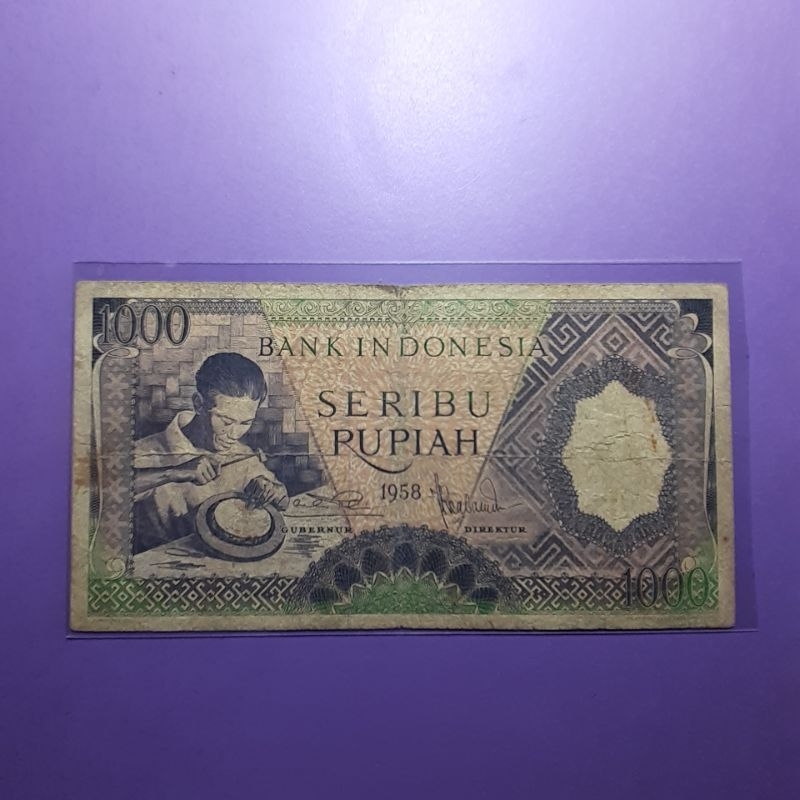 1000
BANK INDONESIA
SERIBU
RUPIAH
1958
GUBERNUR DIREKTUR
1000